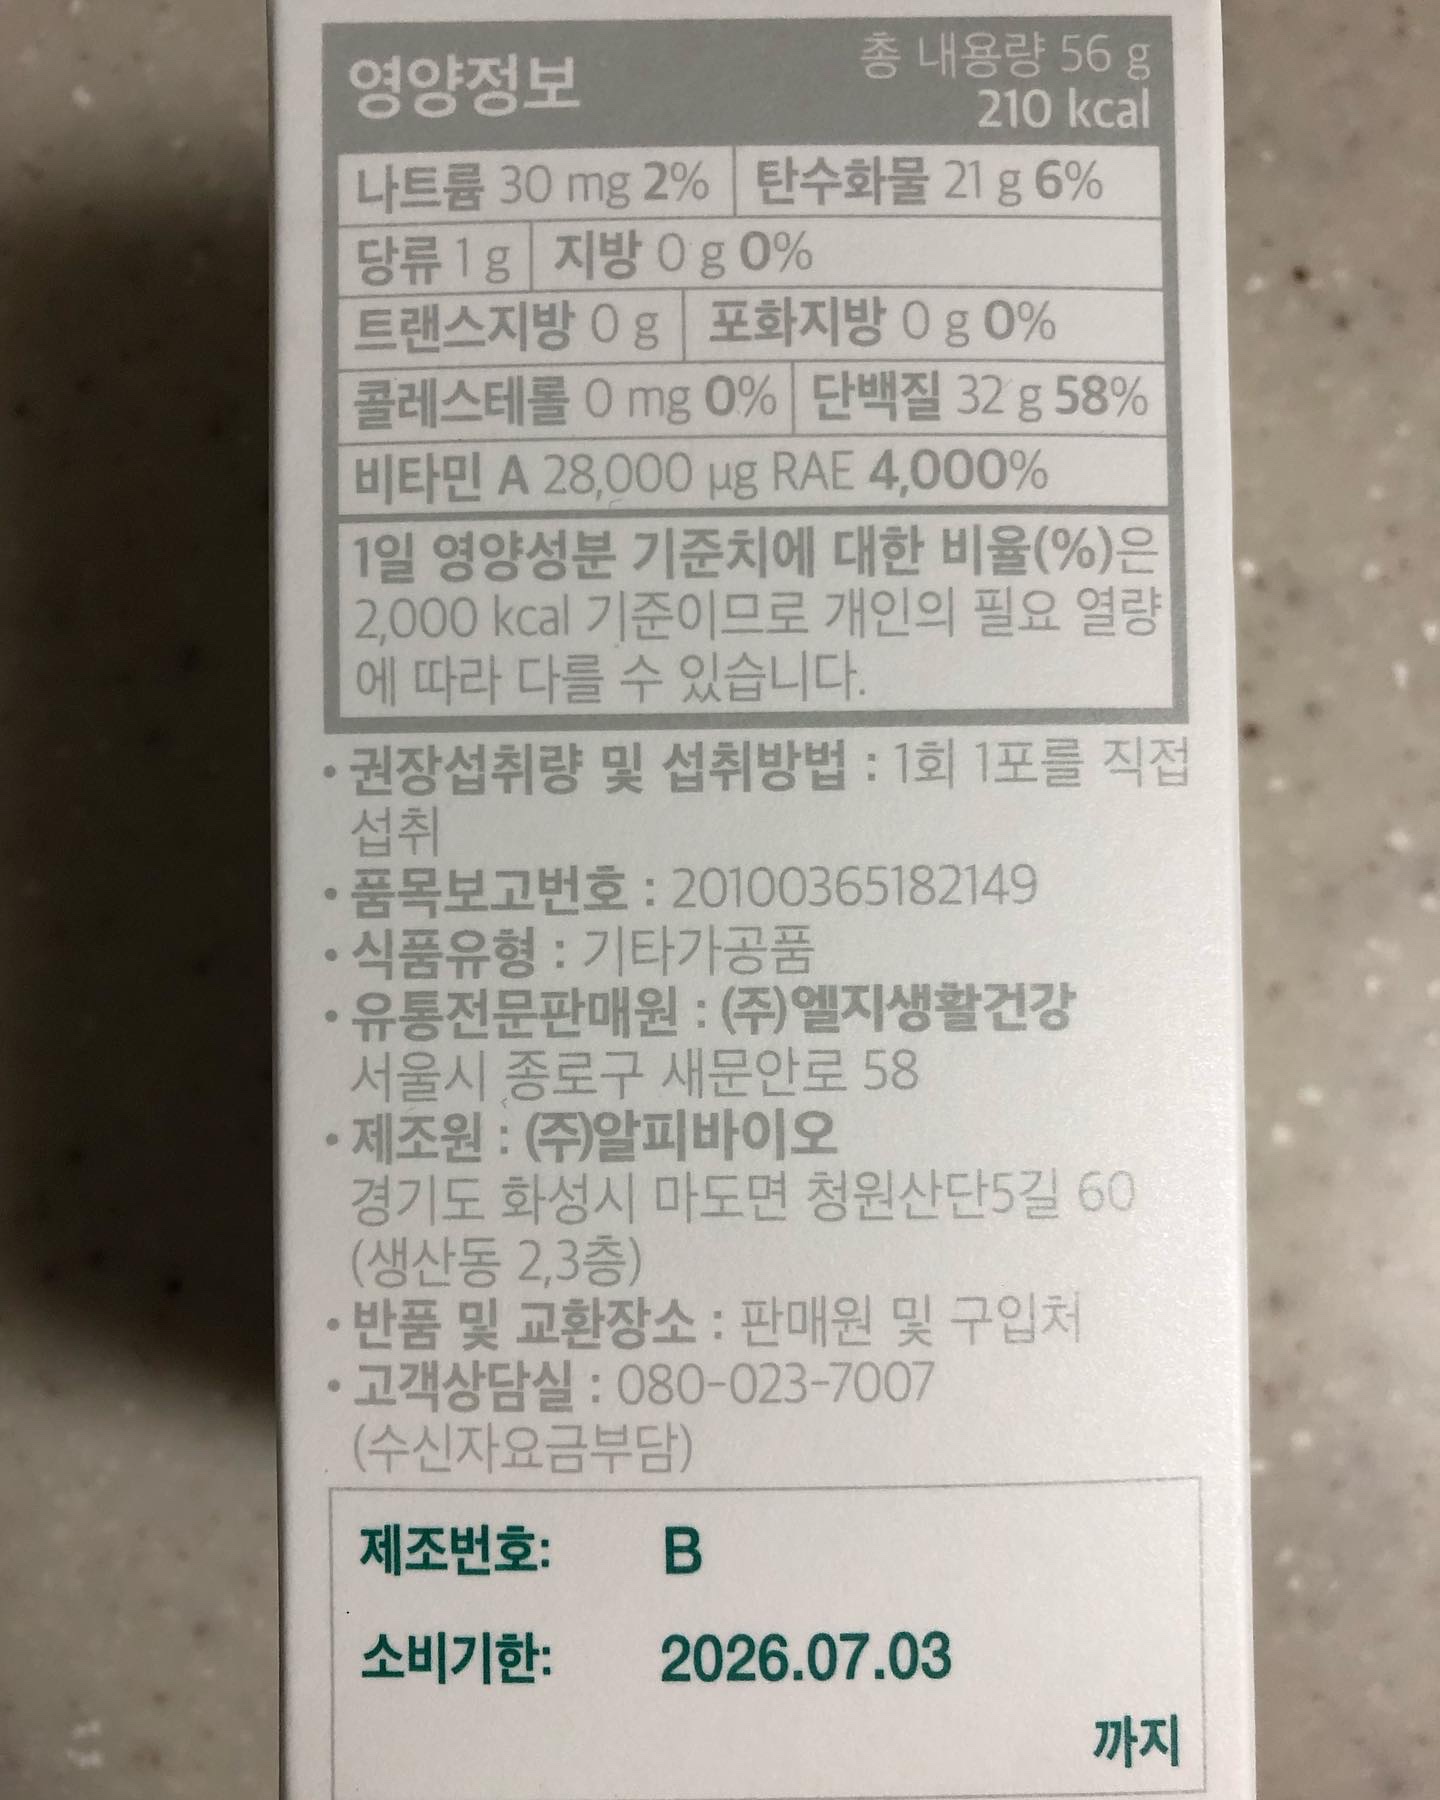 영양정보
총 내용량 56 g
210 kcal
나트륨 30 mg 2% 탄수화물 21 g 6%
당류 1 g 지방 0 g 0%
트랜스지방 0 g 포화지방 0 g 0%
콜레스테롤 0 mg 0% 단백질 32 g 58%
비타민 A 28,000 µg RAE 4,000%
1일 영양성분 기준치에 대한 비율(%)은
2,000 kcal 기준이므로 개인의 필요 열량
에 따라 다를 수 있습니다.
• 권장섭취량 및 섭취방법 : 1회 1포를 직접
섭취
• 품목보고번호 : 20100365182149
• 식품유형 : 기타가공품
• 유통전문판매원 : (주)엘지생활건강
서울시 종로구 새문안로 58
• 제조원 : (주)알피바이오
경기도 화성시 마도면 청원산단5길 60
(생산동 2,3층)
• 반품 및 교환장소 : 판매원 및 구입처
• 고객상담실 : 080-023-7007
(수신자요금부담)
제조번호: B
소비기한: 2026.07.03
까지